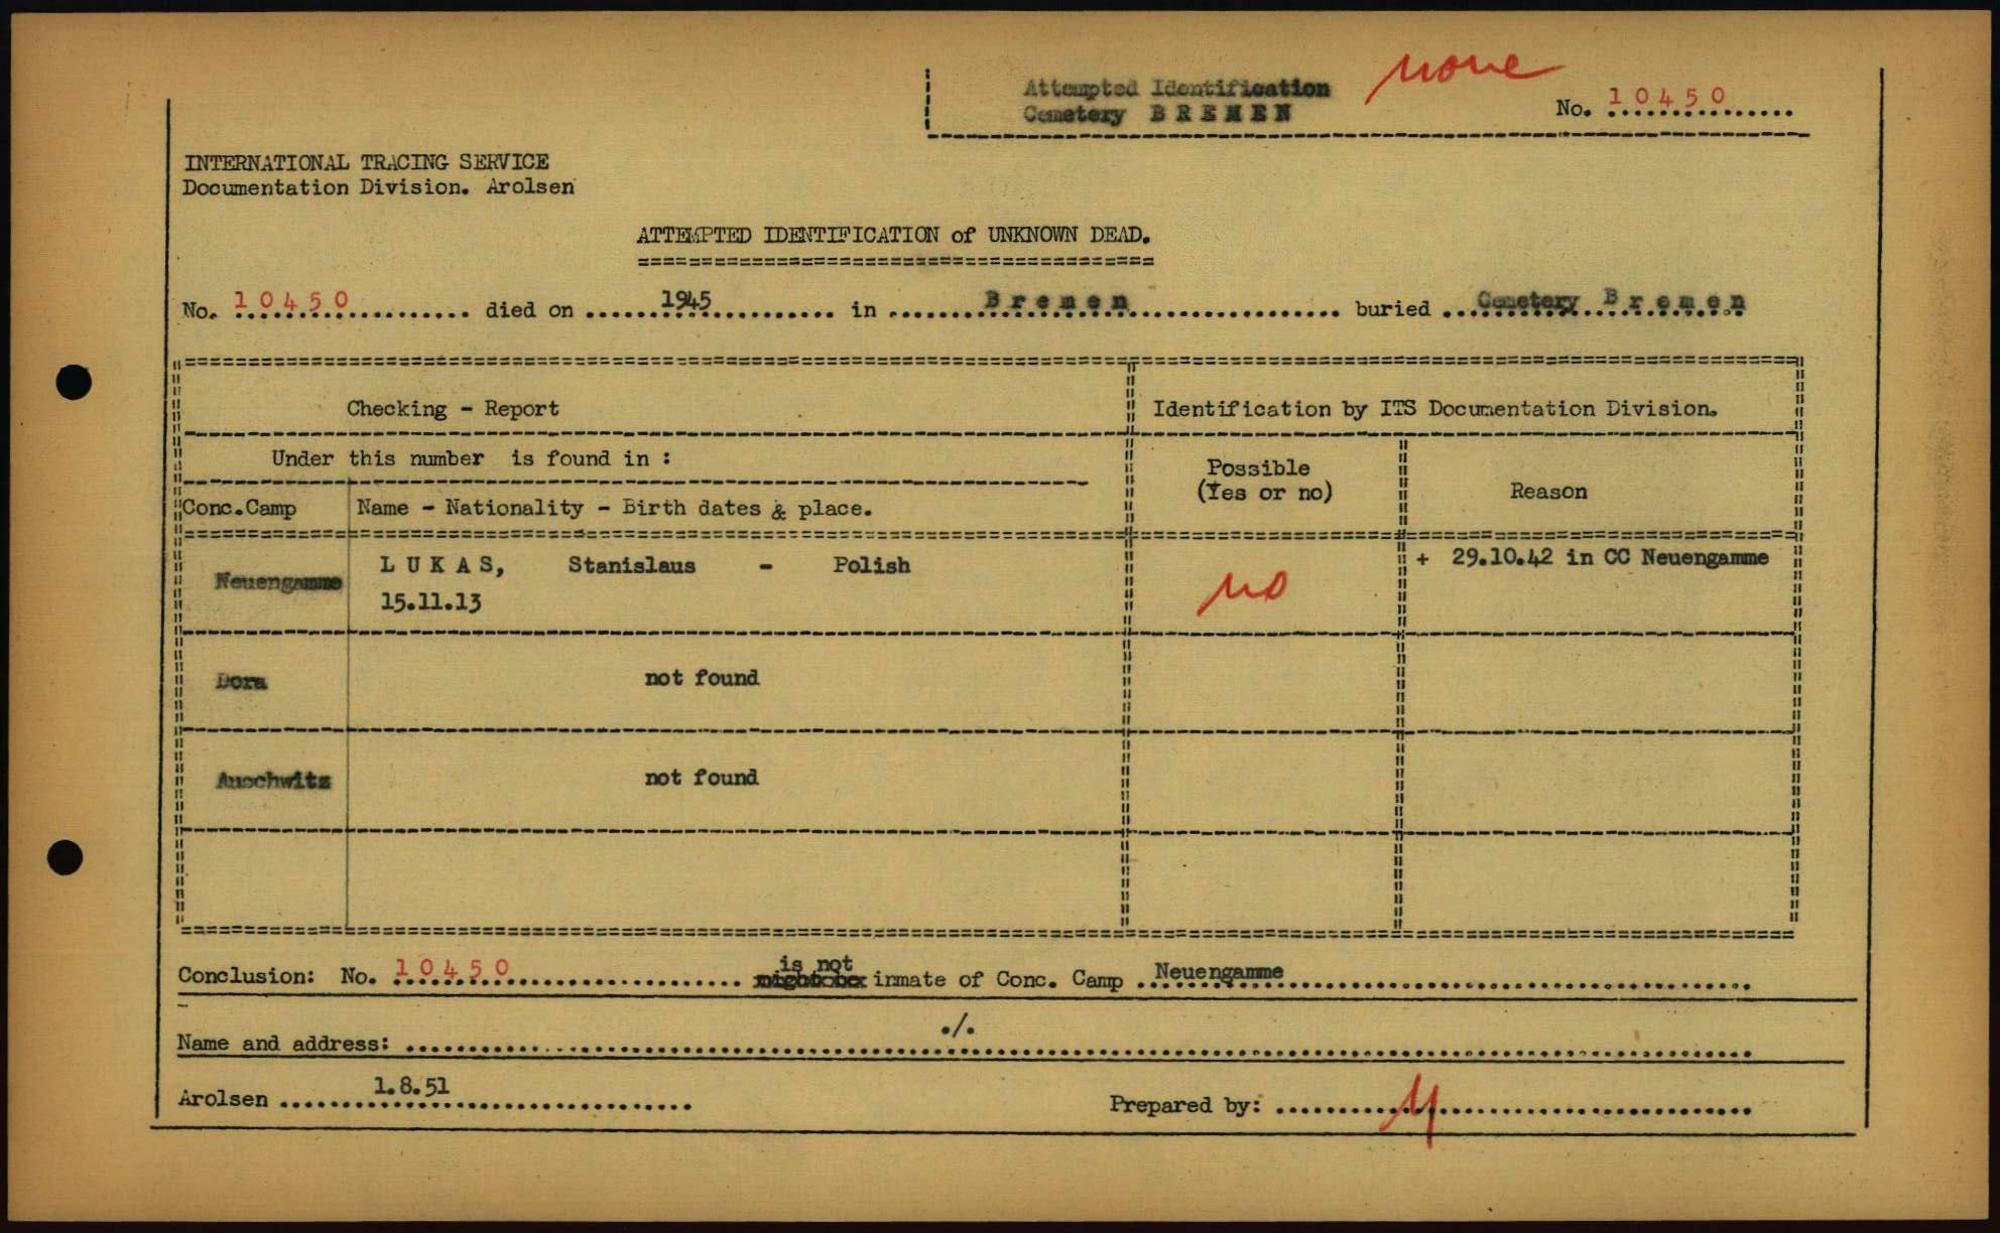 Attempted Identification none
Cemetery BREMEN No. 10450
INTERNATIONAL TRACING SERVICE
Documentation Division. Arolsen
ATTEMPTED IDENTIFICATION of UNKNOWN DEAD.
No. 10450 died on 1945 in Bremen buried Cemetery Bremen
Checking - Report Identification by ITS Documentation Division.
Under this number is found in :
Possible
(Yes or no) Reason
Conc.Camp Name - Nationality - Birth dates & place.
Neuengamme LUKAS, Stanislaus - Polish no + 29.10.42 in CC Neuengamme
15.11.13
Dora not found
Auschwitz not found
is not
Conclusion: No. 10450 inmate of Conc. Camp Neuengamme
Name and address: ./.
Arolsen 1.8.51
Prepared by: